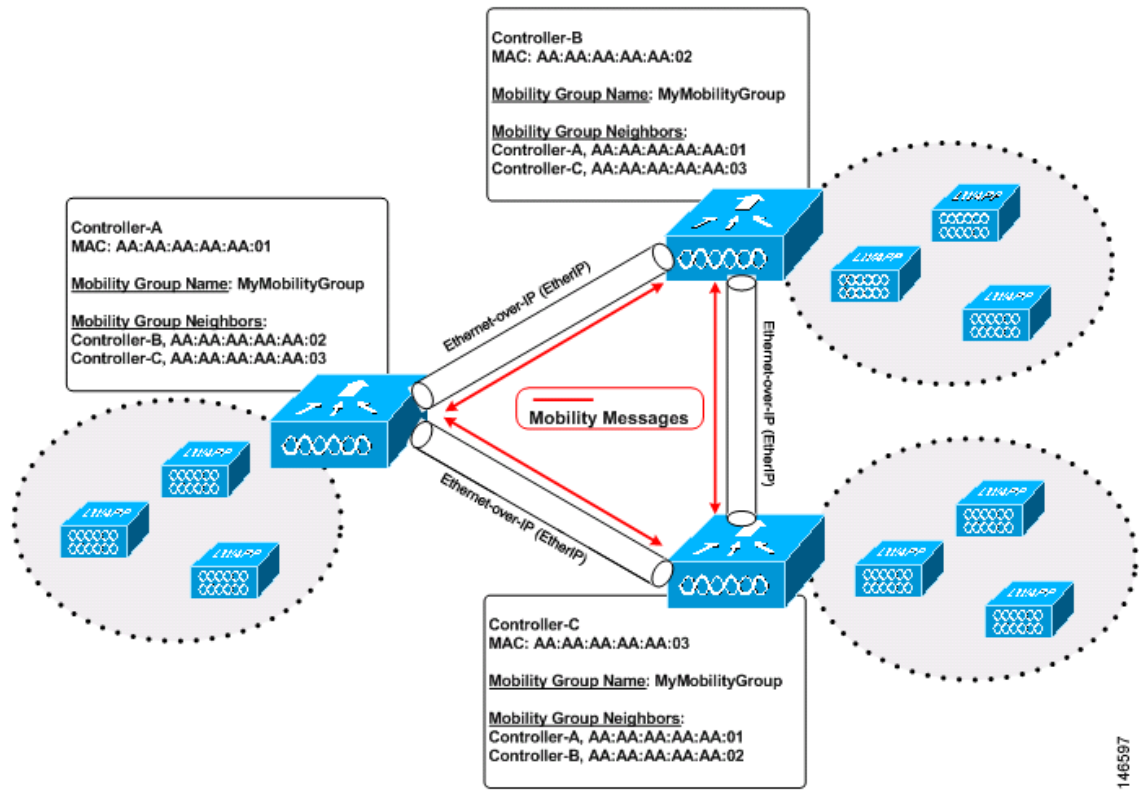 Controller-B
MAC: AA:AA:AA:AA:AA:02
Mobility Group Name: MyMobilityGroup
Mobility Group Neighbors:
Controller-A, AA:AA:AA:AA:AA:01
Controller-C, AA:AA:AA:AA:AA:03
Controller-A
MAC: AA:AA:AA:AA:AA:01
Mobility Group Name: MyMobilityGroup
Mobility Group Neighbors:
Controller-B, AA:AA:AA:AA:AA:02
Controller-C, AA:AA:AA:AA:AA:03
LWAPP
LWAPP
LWAPP
Ethernet-over-IP (EtherIP)
Ethernet-over-IP (EtherIP)
Mobility Messages
Ethernet-over-IP (EtherIP)
LWAPP
LWAPP
LWAPP
LWAPP
LWAPP
LWAPP
Controller-C
MAC: AA:AA:AA:AA:AA:03
Mobility Group Name: MyMobilityGroup
Mobility Group Neighbors:
Controller-A, AA:AA:AA:AA:AA:01
Controller-B, AA:AA:AA:AA:AA:02
146597